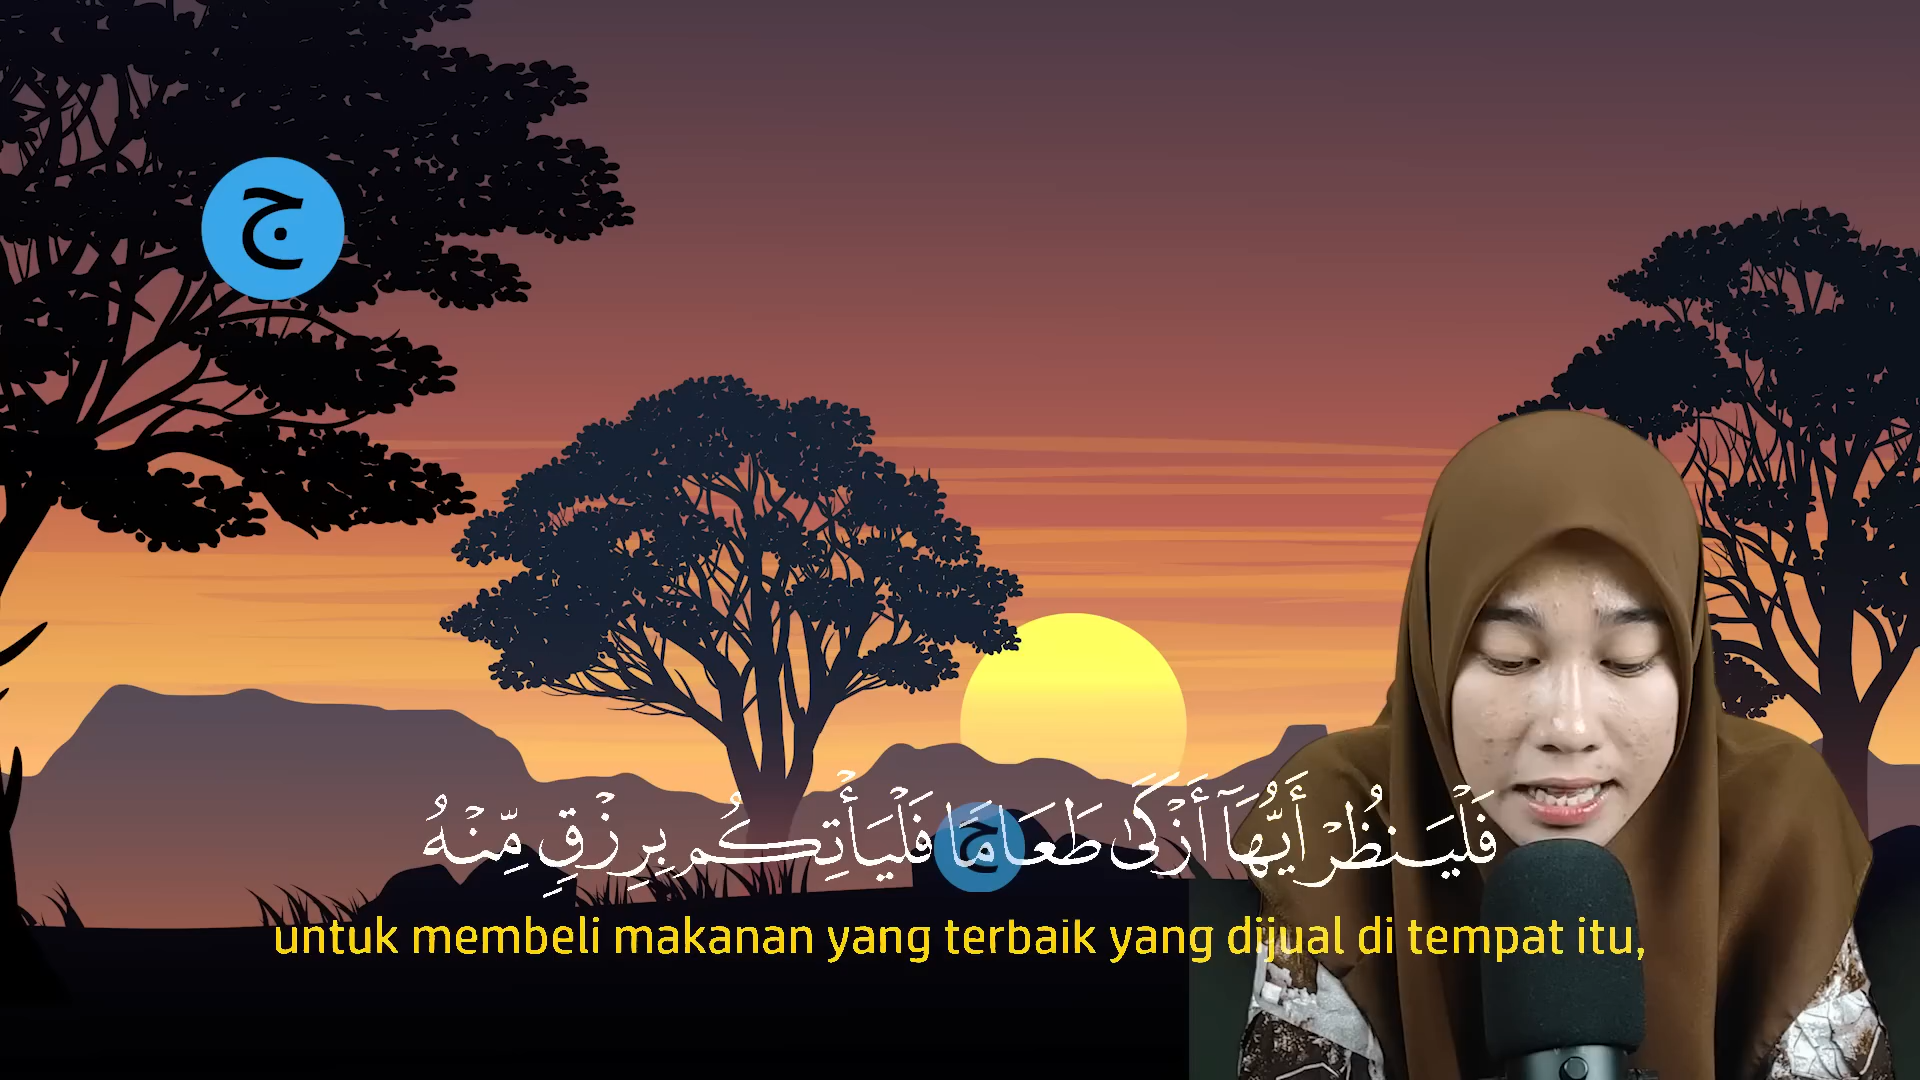 ج
فَلْيَنظُرْ أَيُّهَآ أَزْكَىٰ طَعَامًا فَلْيَأْتِكُم بِرِزْقٍ مِّنْهُ
ج
untuk membeli makanan yang terbaik yang dijual di tempat itu,